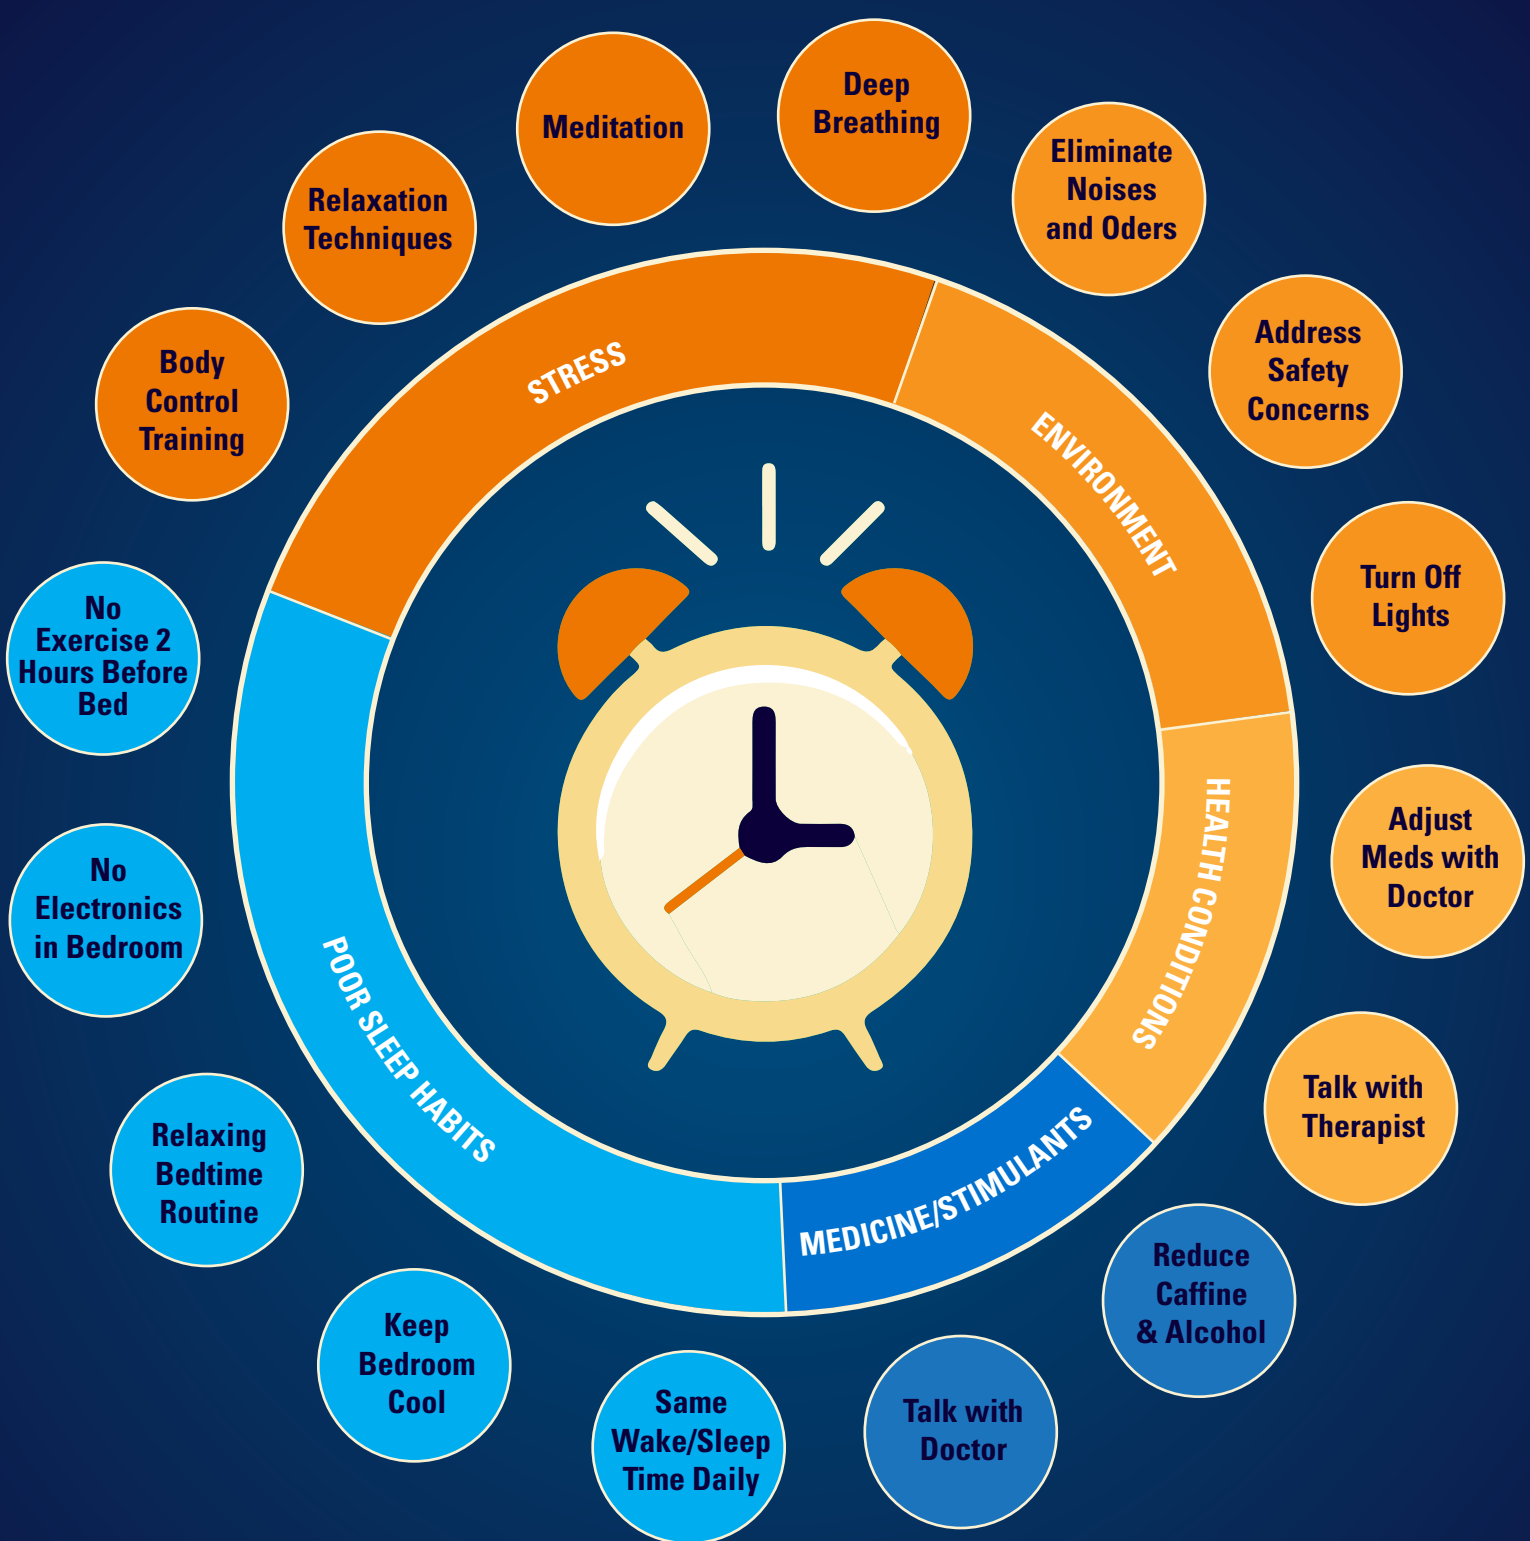 Deep
Breathing
Meditation
Eliminate
Noises
and Oders
Relaxation
Techniques
Address
Safety
Concerns
Body
Control
Training
STRESS
ENVIRONMENT
Turn Off
Lights
No
Exercise 2
Hours Before
Bed
HEALTH CONDITIONS
Adjust
Meds with
Doctor
No
Electronics
in Bedroom
POOR SLEEP HABITS
Talk with
Therapist
MEDICINE/STIMULANTS
Relaxing
Bedtime
Routine
Reduce
Caffine
& Alcohol
Keep
Bedroom
Cool
Same
Wake/Sleep
Time Daily
Talk with
Doctor